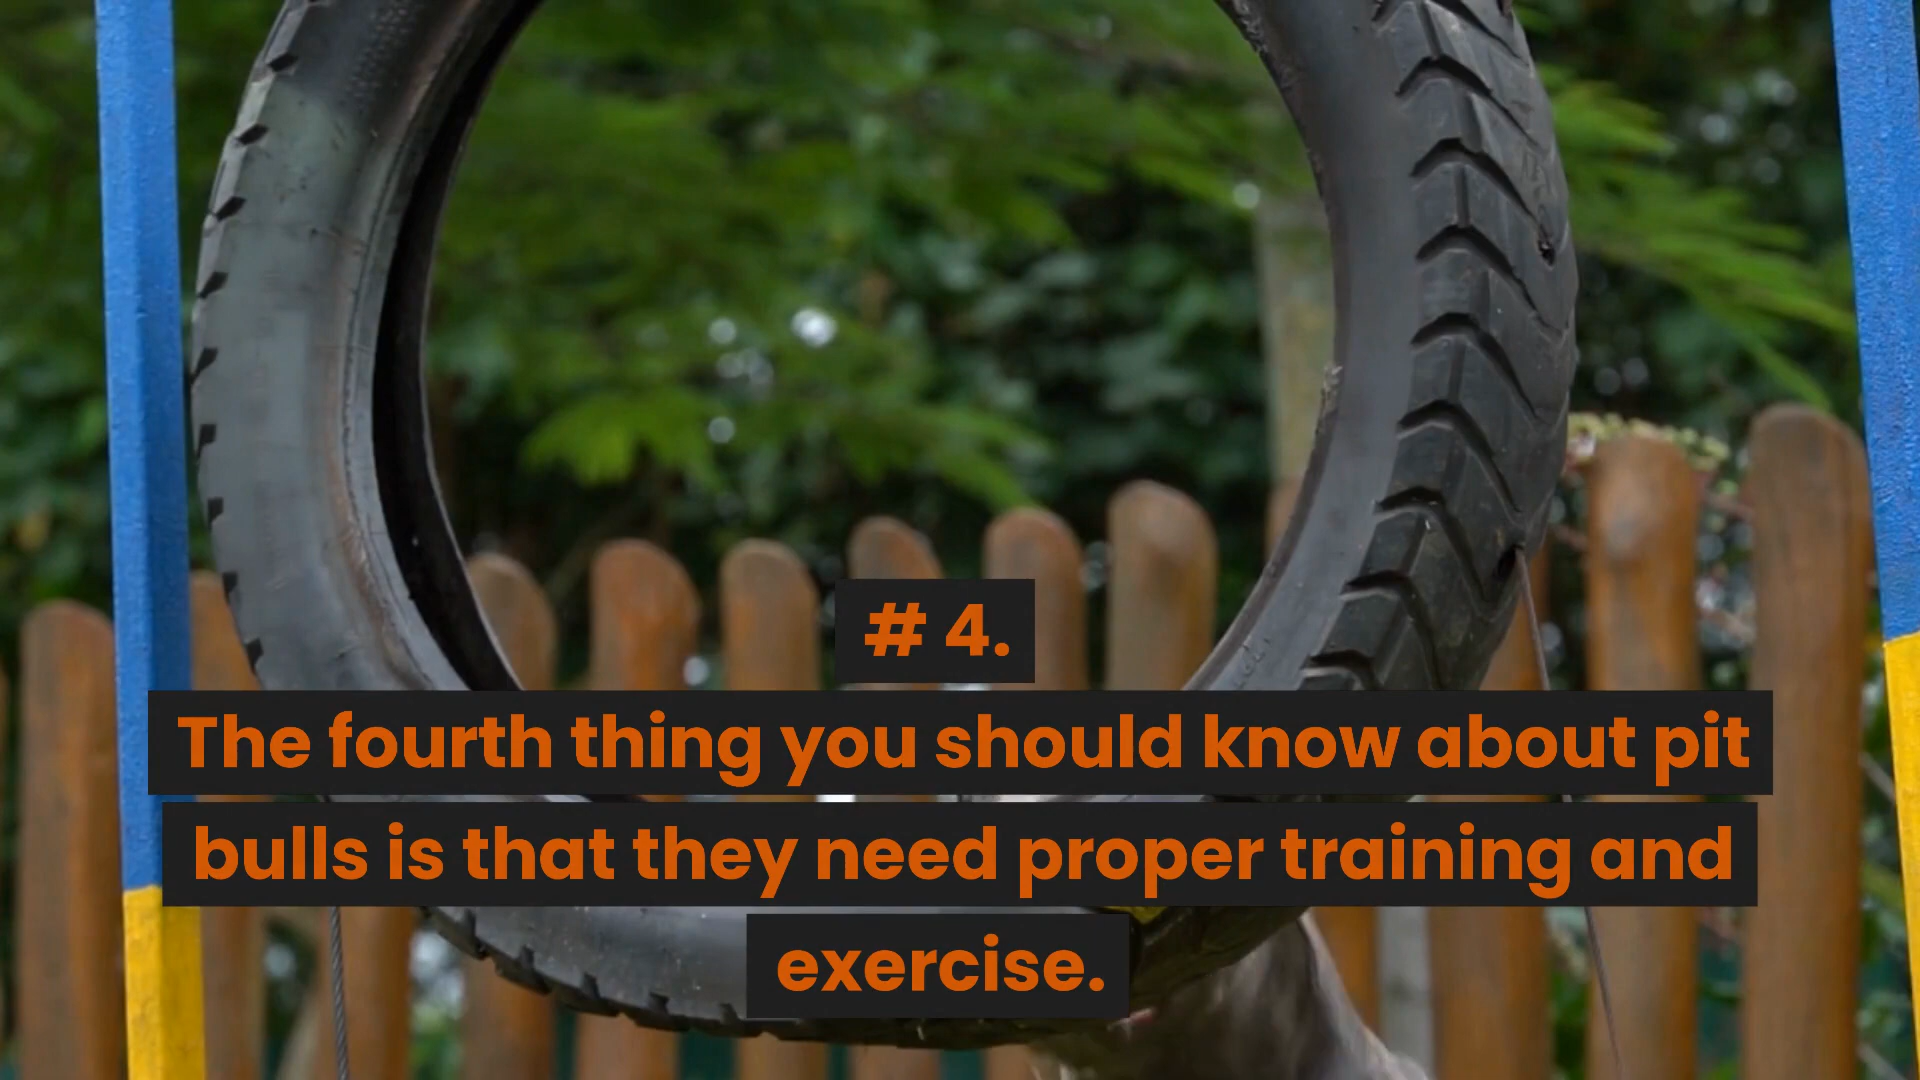 # 4.
The fourth thing you should know about pit
bulls is that they need proper training and
exercise.